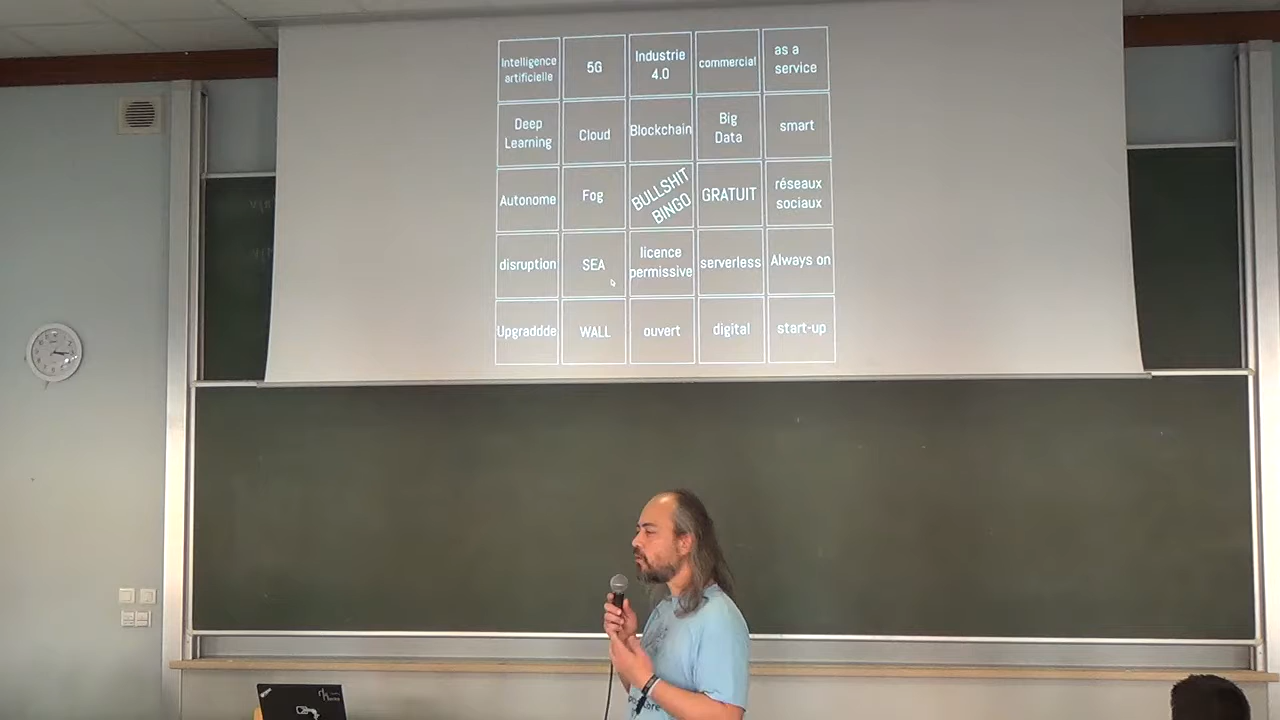 Intelligence
artificielle
5G
Industrie
4.0
commercial
as a
service
Deep
Learning
Cloud
Blockchain
Big
Data
smart
Autonome
Fog
BULLSHIT
BINGO
GRATUIT
réseaux
sociaux
disruption
SEA
licence
permissive
serverless
Always on
Upgraddde
WALL
ouvert
digital
start-up